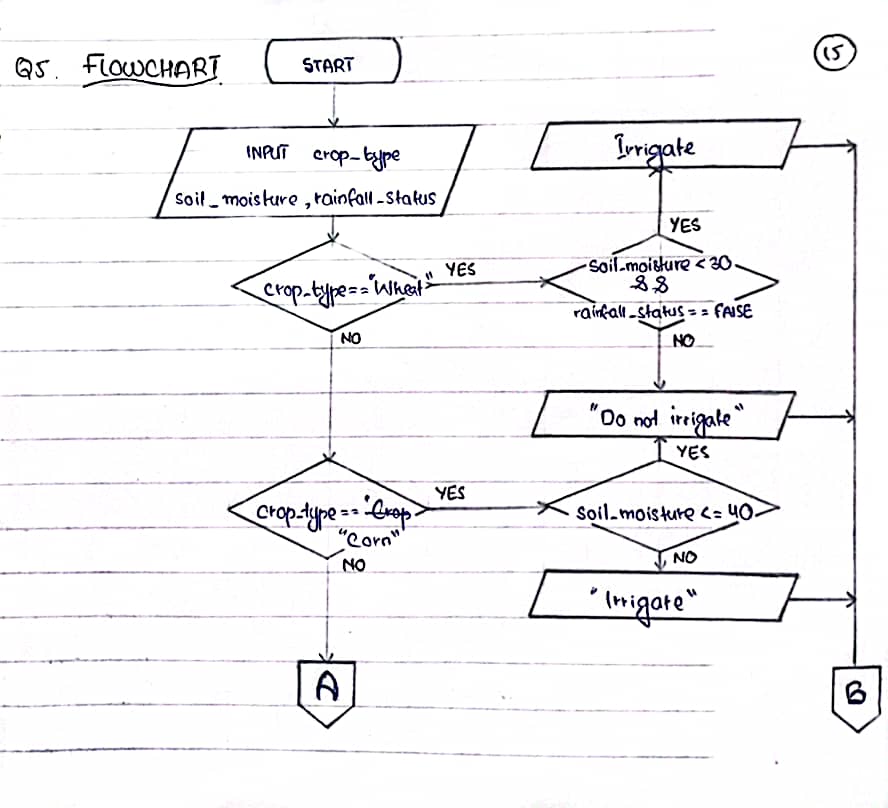 Q5. FLOWCHART
15
START
INPUT crop_type
soil_moisture, rainfall_status
Irrigate
YES
crop_type=="Wheat"
YES
soil_moisture < 30
&&
rainfall_status == FALSE
NO
NO
"Do not irrigate"
YES
crop_type == "Crop
"Corn"
YES
soil_moisture <= 40
NO
NO
"Irrigate"
A
B